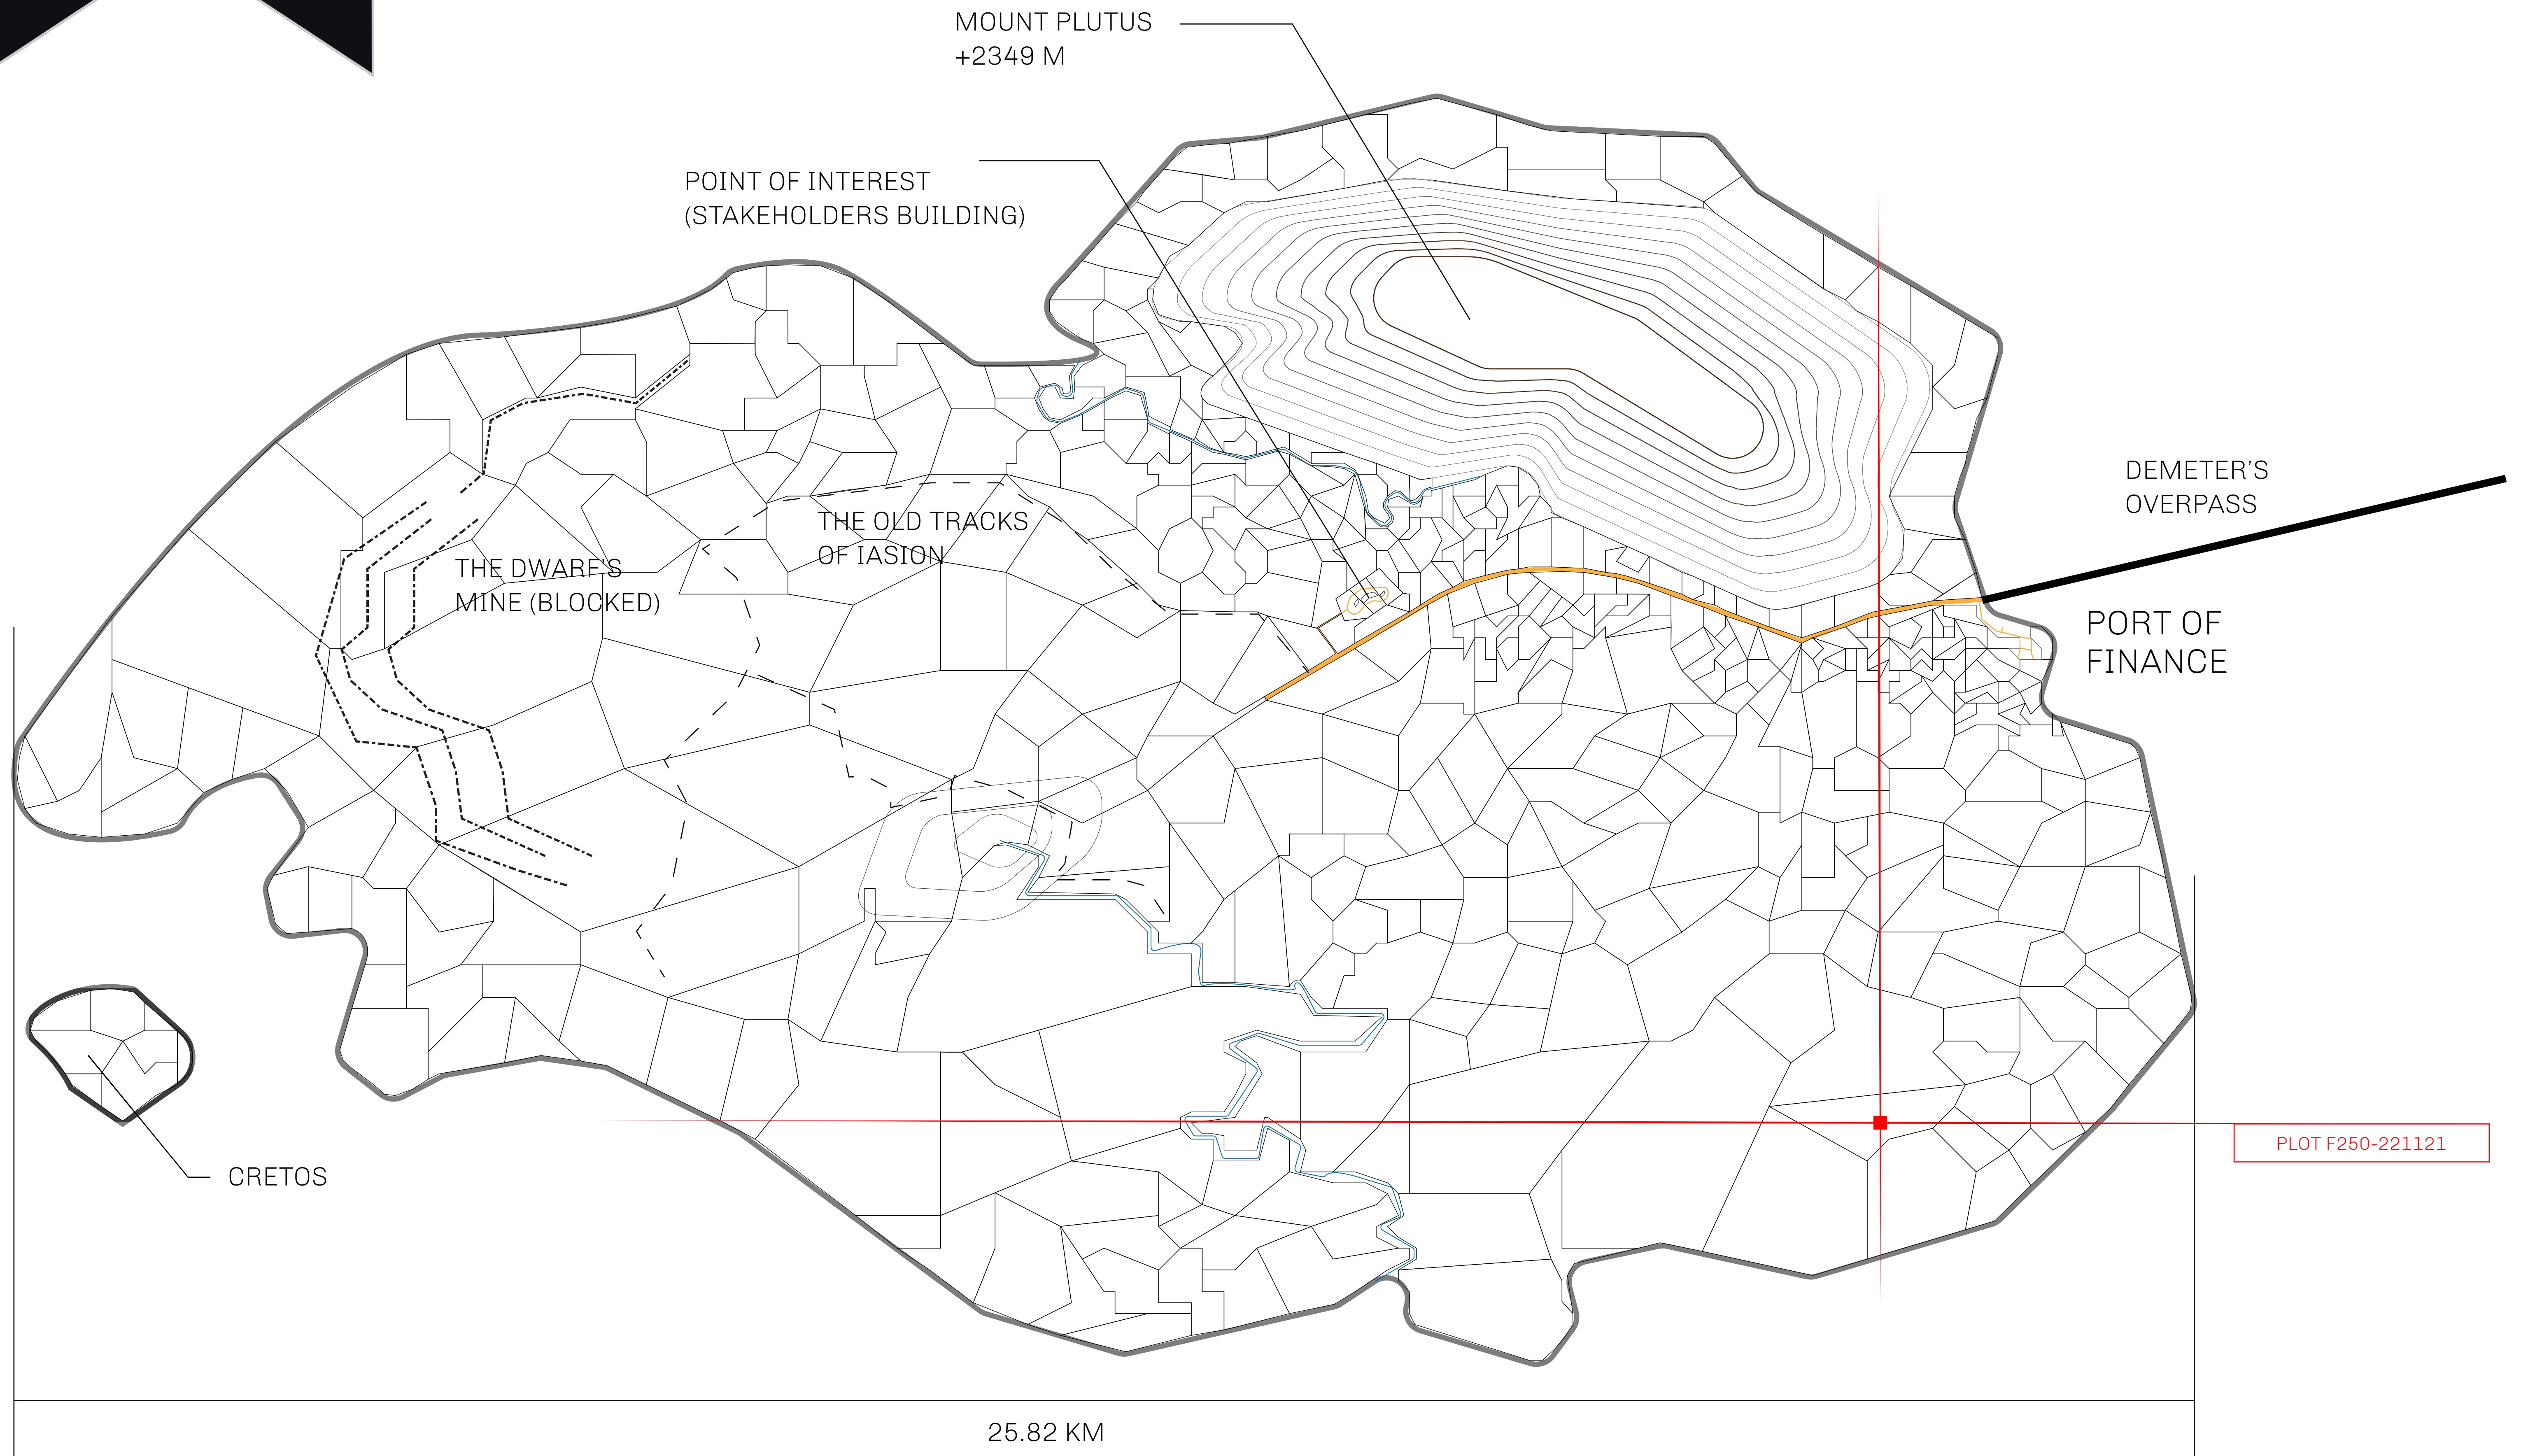 MOUNT PLUTUS
+2349 M
POINT OF INTEREST
(STAKEHOLDERS BUILDING)
DEMETER'S
OVERPASS
THE OLD TRACKS
OF IASION
THE DWARF'S
MINE (BLOCKED)
PORT OF
FINANCE
PLOT F250-221121
CRETOS
25.82 KM